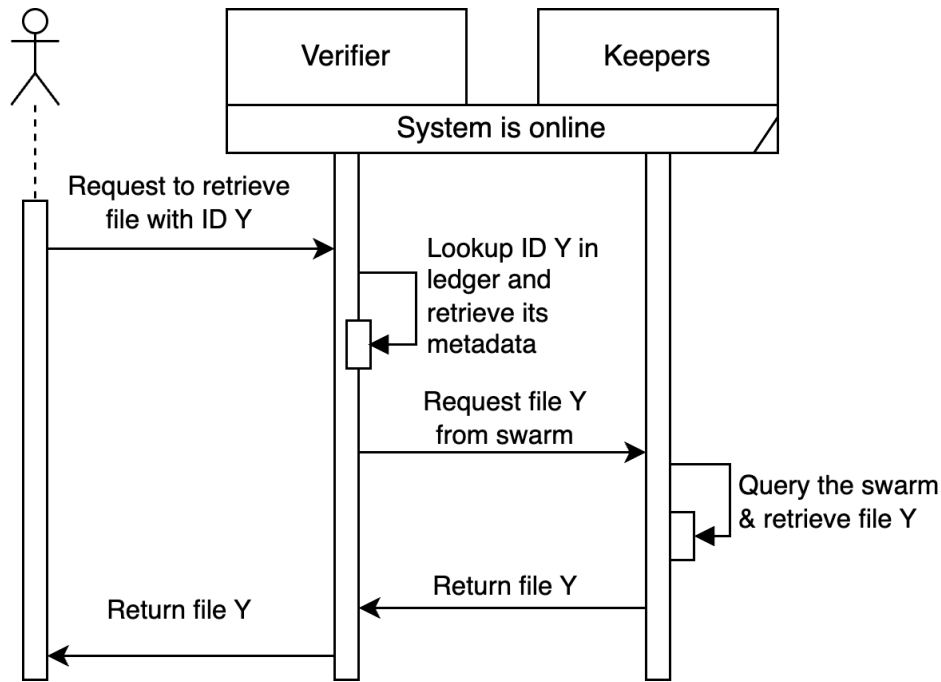 Verifier
Keepers
System is online
Request to retrieve
file with ID Y
Lookup ID Y in
ledger and
retrieve its
metadata
Request file Y
from swarm
Query the swarm
& retrieve file Y
Return file Y
Return file Y